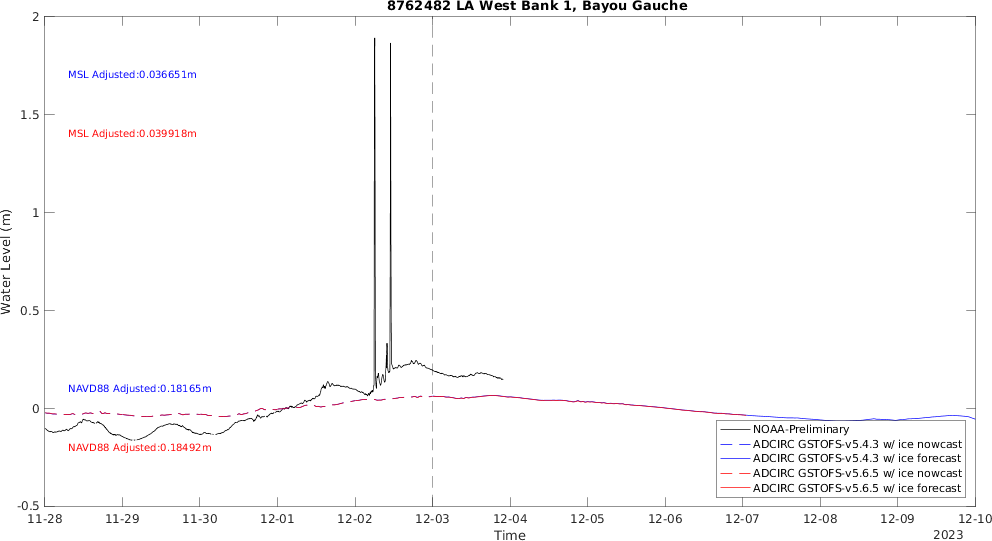 8762482 LA West Bank 1, Bayou Gauche
2
1.5
1
0.5
0
-0.5
Water Level (m)
MSL Adjusted:0.036651m
MSL Adjusted:0.039918m
NAVD88 Adjusted:0.18165m
NAVD88 Adjusted:0.18492m
NOAA-Preliminary
ADCIRC GSTOFS-v5.4.3 w/ ice nowcast
ADCIRC GSTOFS-v5.4.3 w/ ice forecast
ADCIRC GSTOFS-v5.6.5 w/ ice nowcast
ADCIRC GSTOFS-v5.6.5 w/ ice forecast
11-28 11-29 11-30 12-01 12-02 12-03 12-04 12-05 12-06 12-07 12-08 12-09 12-10
Time
2023